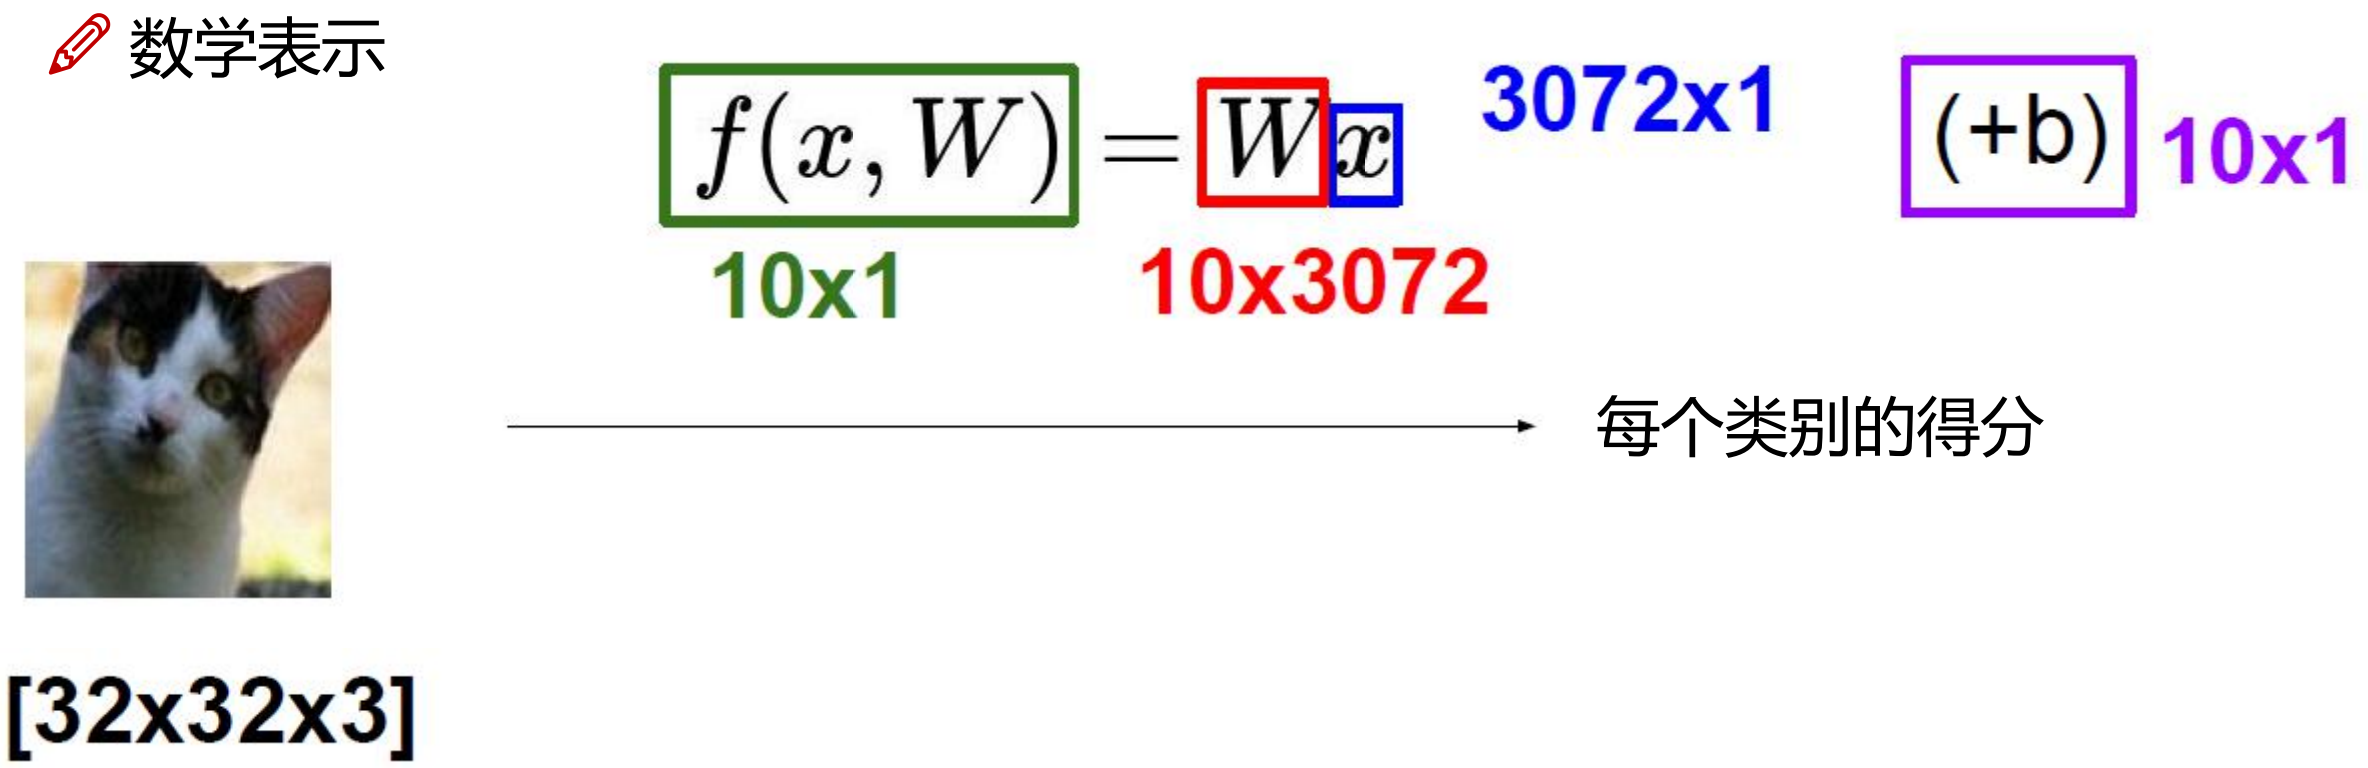 数学表示
f(x, W) = Wx 3072x1 (+b) 10x1
10x1 10x3072
每个类别的得分
[32x32x3]